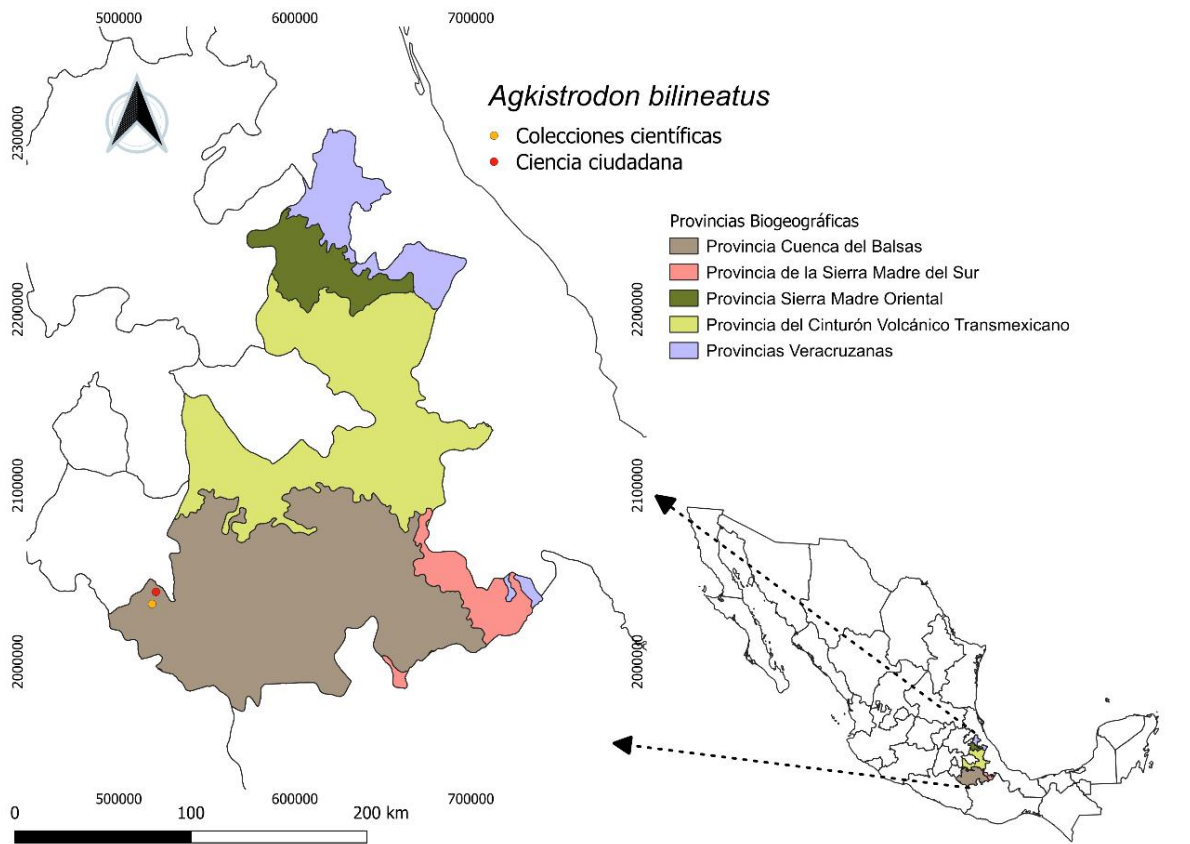 500000
600000
700000
Agkistrodon bilineatus
Colecciones científicas
Ciencia ciudadana
2300000
Provincias Biogeográficas
Provincia Cuenca del Balsas
Provincia de la Sierra Madre del Sur
Provincia Sierra Madre Oriental
Provincia del Cinturón Volcánico Transmexicano
Provincias Veracruzanas
2200000
2200000
2100000
2100000
2000000
2000000
500000
600000
700000
0
100
200 km